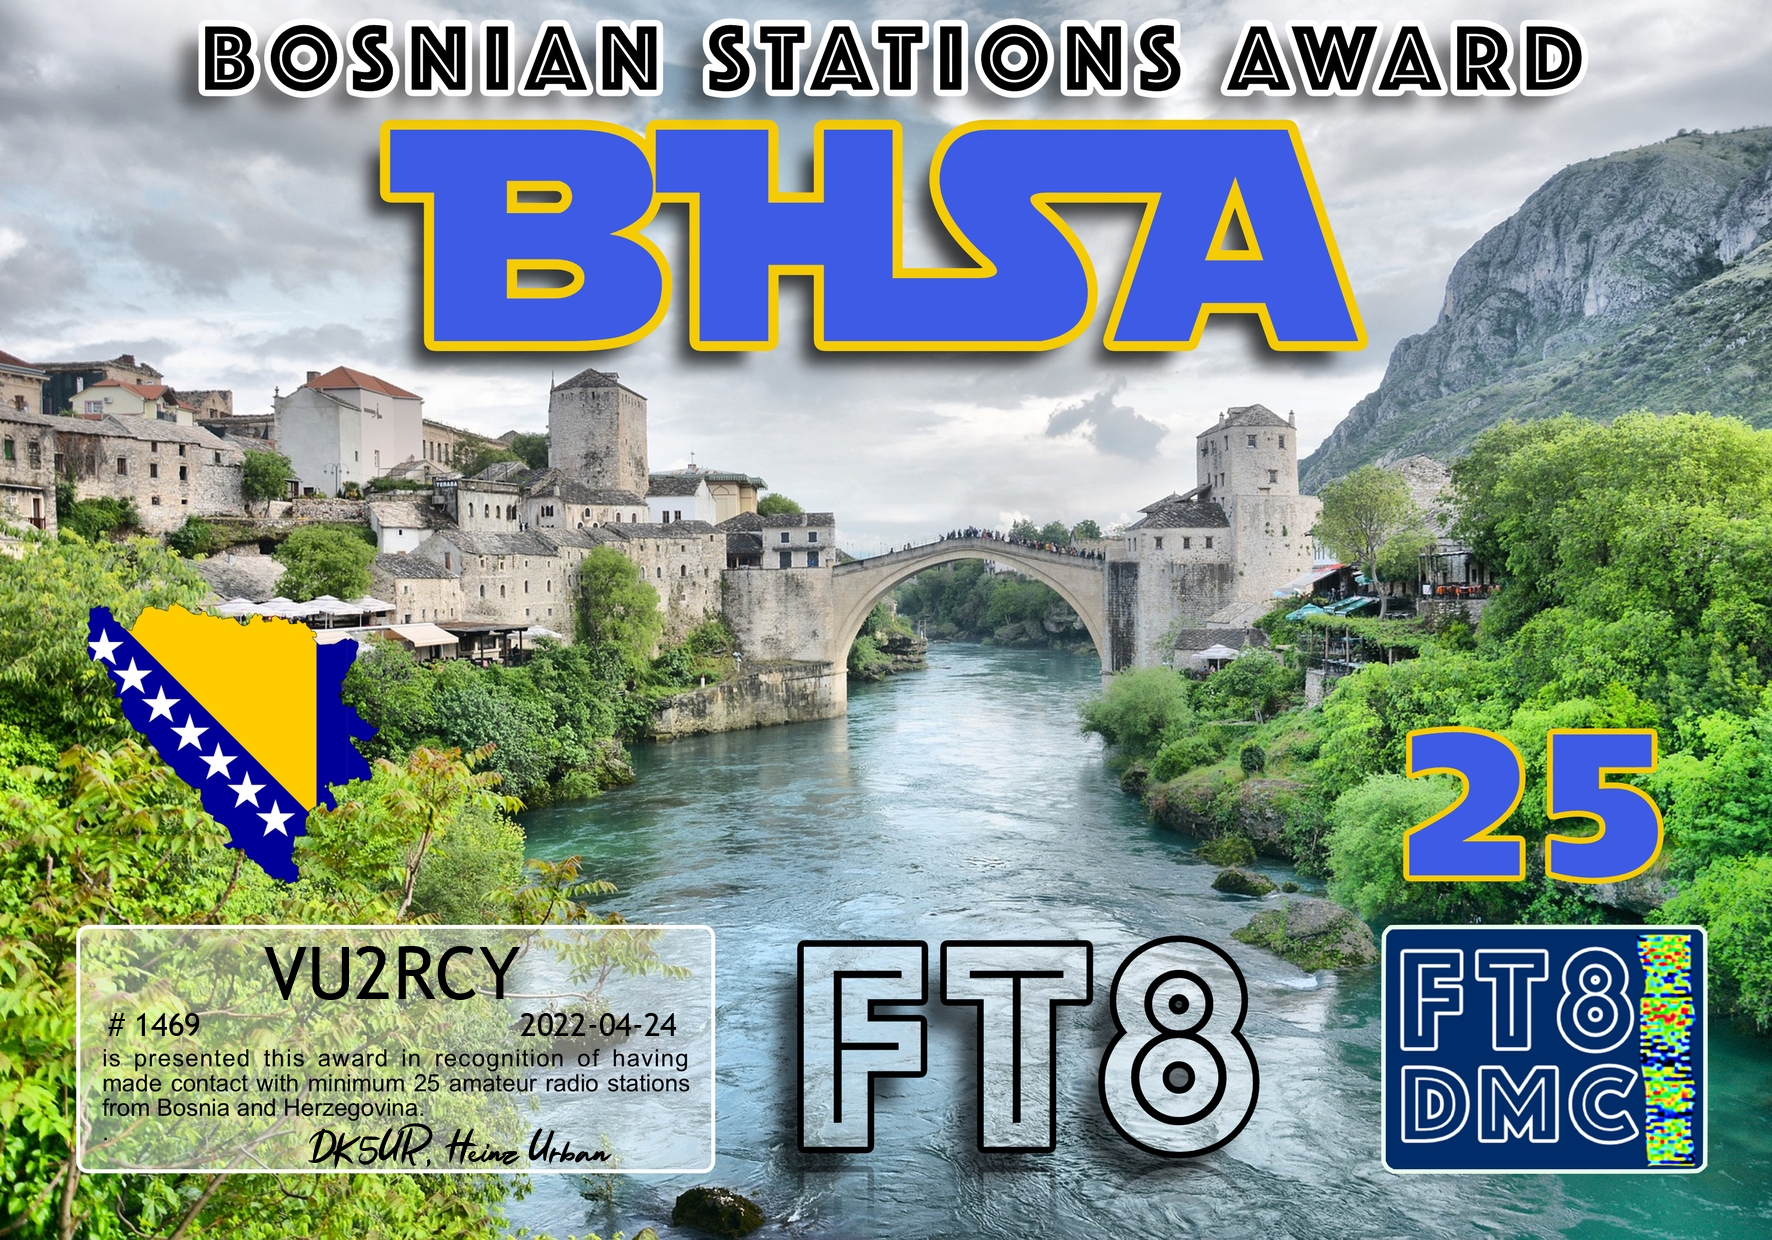 BOSNIAN STATIONS AWARD
BHSA
25
VU2RCY
# 1469 2022-04-24
is presented this award in recognition of having
made contact with minimum 25 amateur radio stations
from Bosnia and Herzegovina.
.
DK5UR, Heinz Urban
FT8
FT8
DMC